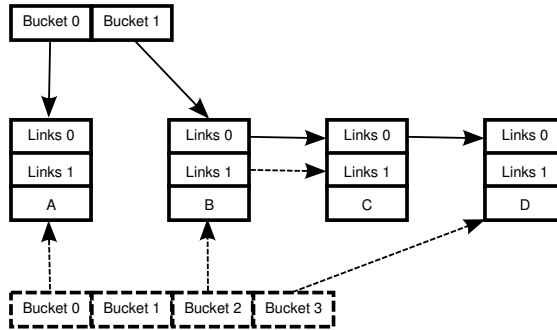 Bucket 0 Bucket 1
Links 0 Links 0 Links 0 Links 0
Links 1 Links 1 Links 1 Links 1
A B C D
Bucket 0 Bucket 1 Bucket 2 Bucket 3